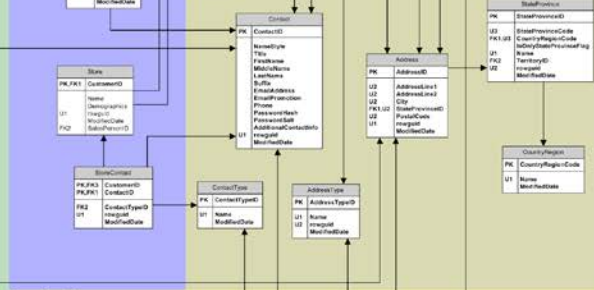 ModifiedDate
Contact
PK ContactID
NameStyle
Title
FirstName
MiddleName
LastName
Suffix
EmailAddress
EmailPromotion
Phone
PasswordHash
PasswordSalt
AdditionalContactInfo
U1 rowguid
ModifiedDate
StateProvince
PK StateProvinceID
U3 StateProvinceCode
FK1,U3 CountryRegionCode
IsOnlyStateProvinceFlag
U1 Name
FK2 TerritoryID
U2 rowguid
ModifiedDate
Store
PK,FK1 CustomerID
Name
Demographics
U1 rowguid
ModifiedDate
FK2 SalesPersonID
Address
PK AddressID
U2 AddressLine1
U2 AddressLine2
U2 City
FK1,U2 StateProvinceID
U2 PostalCode
U1 rowguid
ModifiedDate
CountryRegion
PK CountryRegionCode
U1 Name
ModifiedDate
StoreContact
PK,FK3 CustomerID
PK,FK1 ContactID
FK2 ContactTypeID
U1 rowguid
ModifiedDate
ContactType
PK ContactTypeID
U1 Name
ModifiedDate
AddressType
PK AddressTypeID
U1 Name
U2 rowguid
ModifiedDate